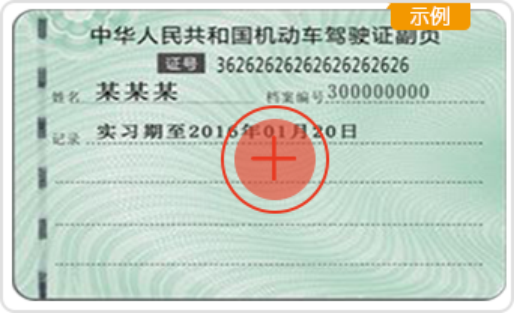 示例
中华人民共和国机动车驾驶证副页
证号 36262626262626262626
姓名 某某某 档案编号 300000000
记录 实习期至2016年01月20日